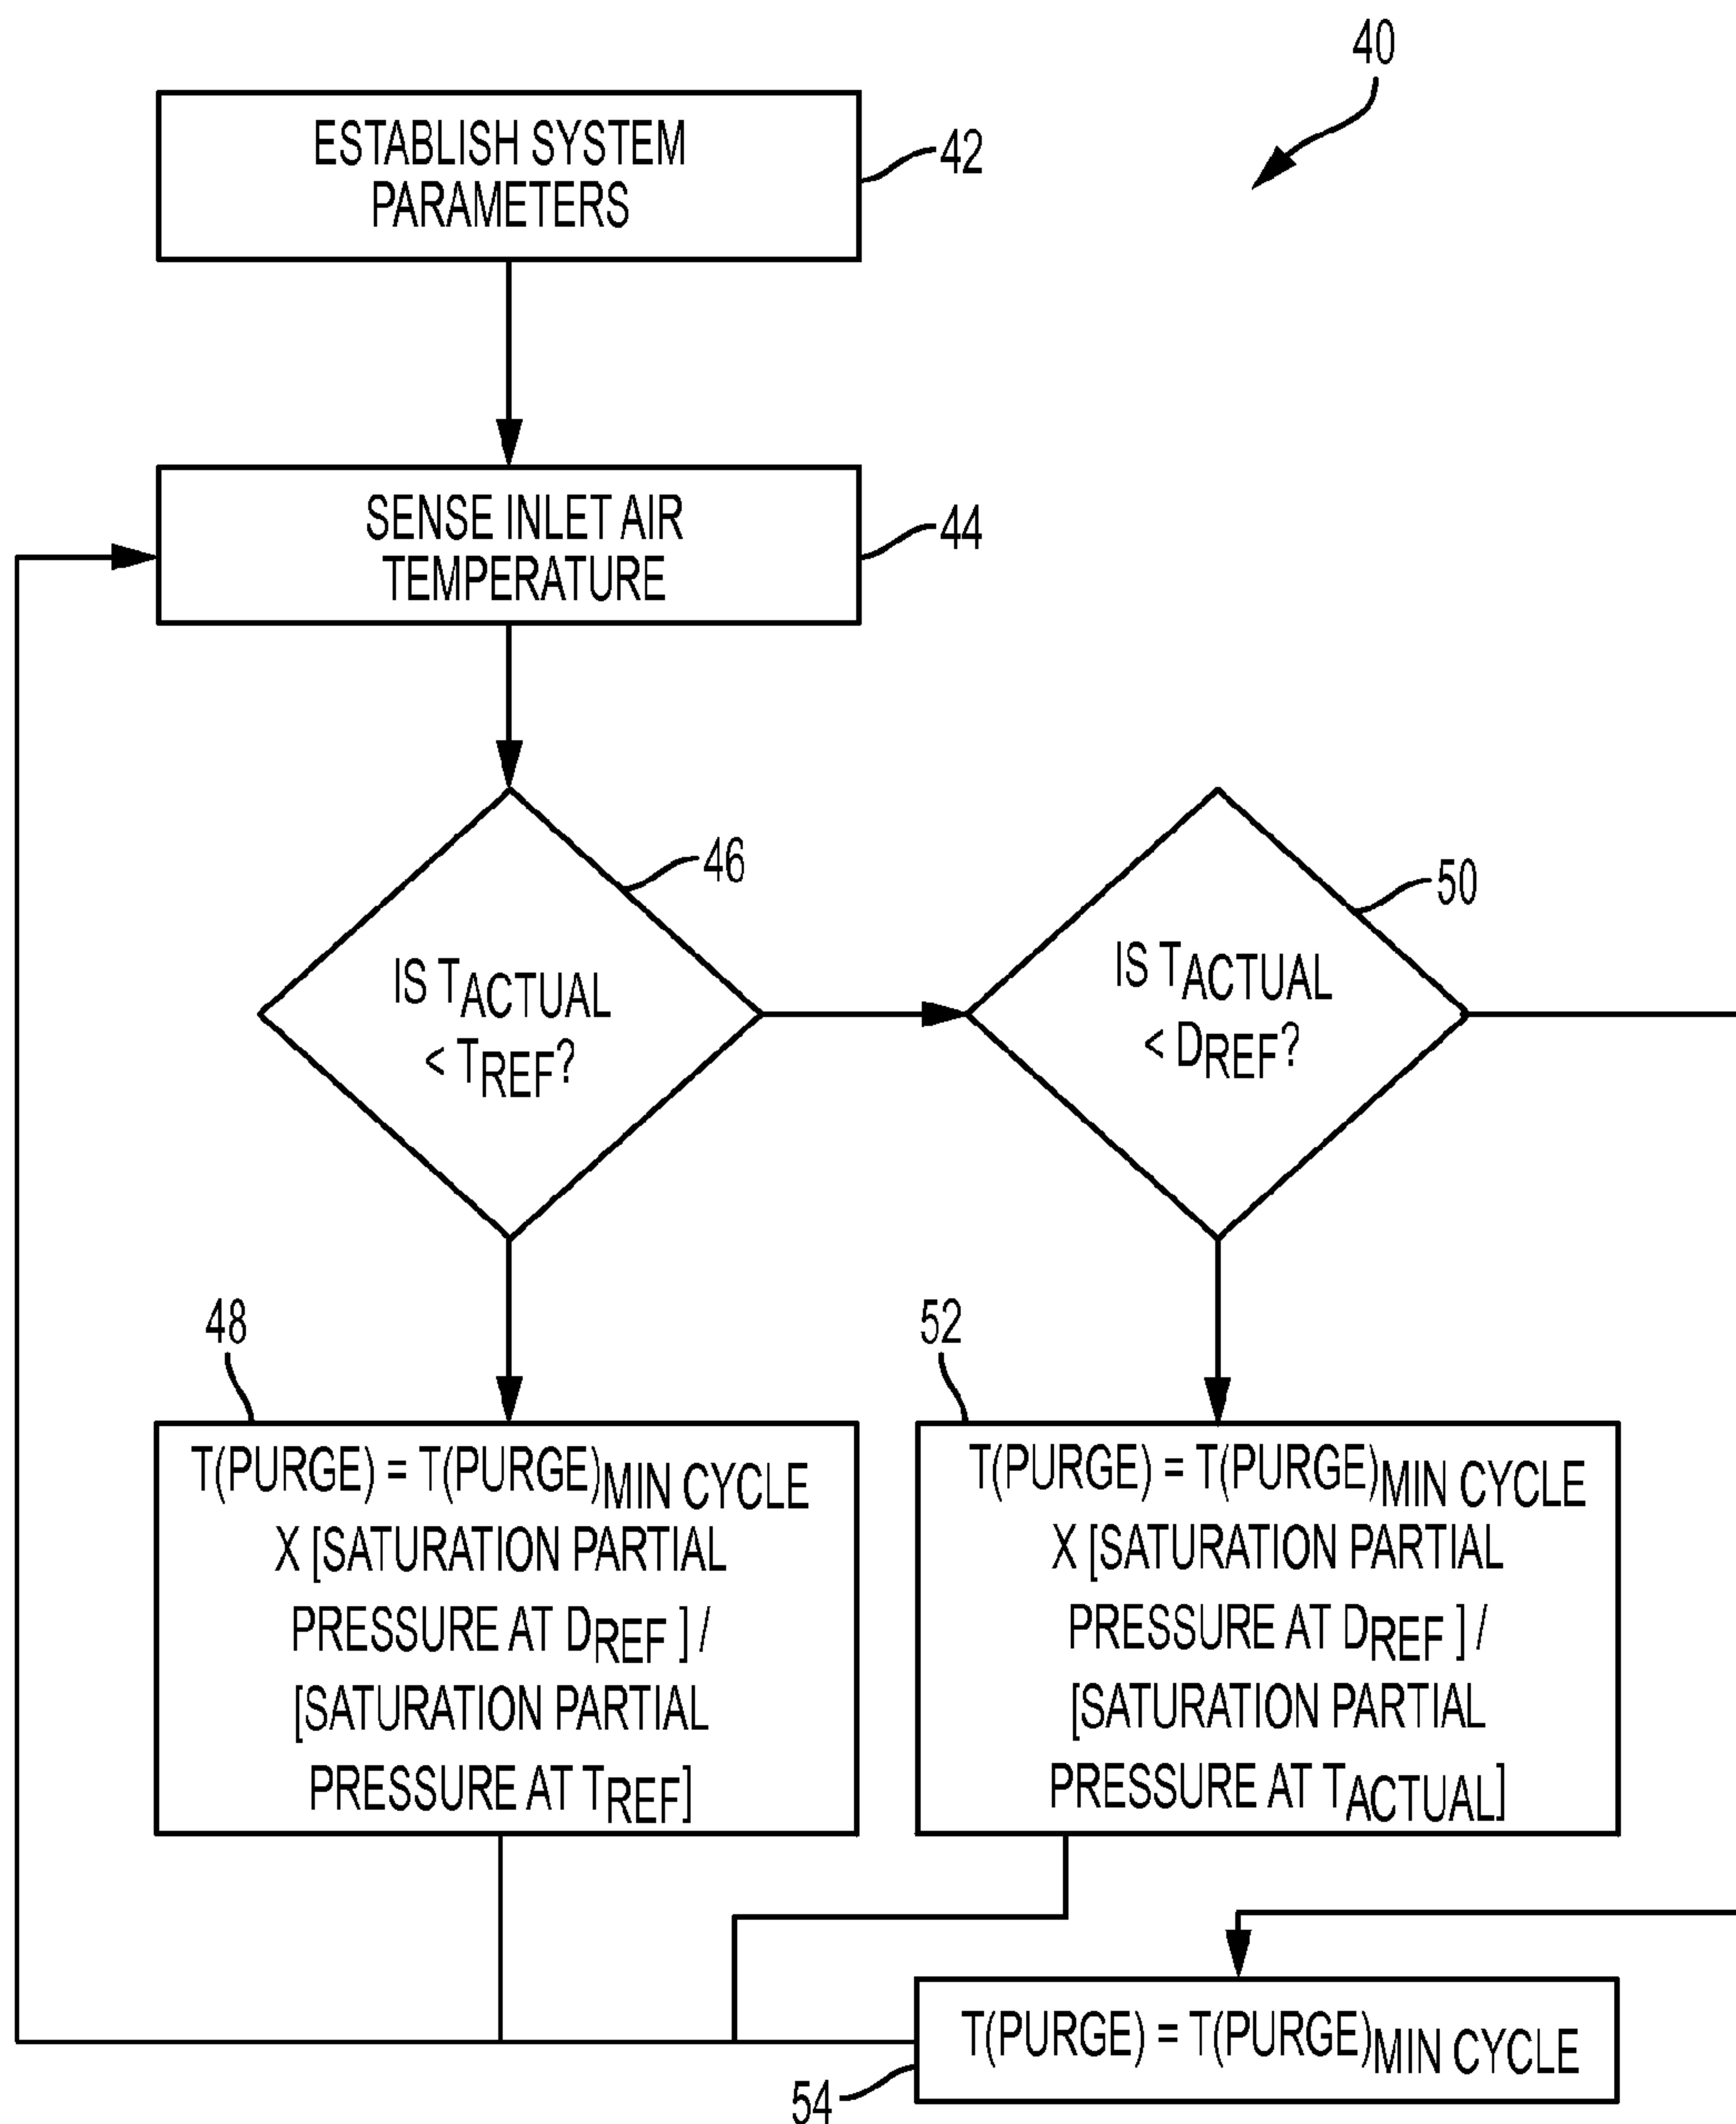 40
ESTABLISH SYSTEM
PARAMETERS
42
SENSE INLET AIR
TEMPERATURE
44
46
IS TACTUAL
< TREF?
50
IS TACTUAL
< DREF?
48
T(PURGE) = T(PURGE)MIN CYCLE
X [SATURATION PARTIAL
PRESSURE AT DREF ] /
[SATURATION PARTIAL
PRESSURE AT TREF]
52
T(PURGE) = T(PURGE)MIN CYCLE
X [SATURATION PARTIAL
PRESSURE AT DREF ] /
[SATURATION PARTIAL
PRESSURE AT TACTUAL]
T(PURGE) = T(PURGE)MIN CYCLE
54